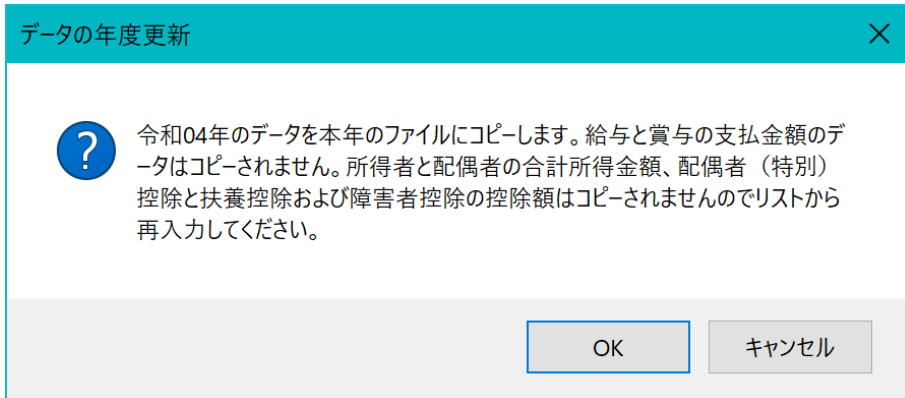 データの年度更新
令和04年のデータを本年のファイルにコピーします。給与と賞与の支払金額のデ
ータはコピーされません。所得者と配偶者の合計所得金額、配偶者（特別）
控除と扶養控除および障害者控除の控除額はコピーされませんのでリストから
再入力してください。
OK
キャンセル